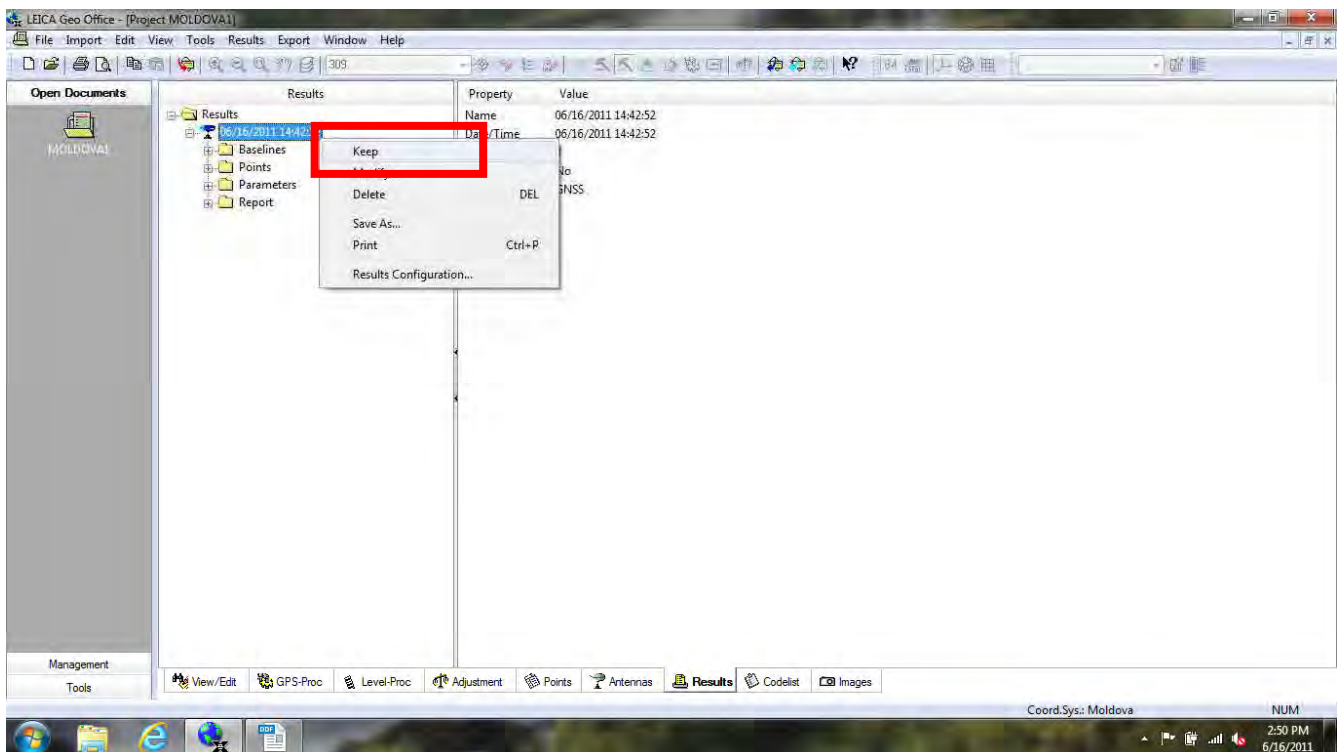 LEICA Geo Office - [Project MOLDOVA1]
File Import Edit View Tools Results Export Window Help
309
Open Documents
MOLDOVA1
Results
Results
06/16/2011 14:42:52
Baselines
Points
Parameters
Report
Property Value
Name 06/16/2011 14:42:52
Date/Time 06/16/2011 14:42:52
No
GNSS
Keep
Delete DEL
Save As...
Print Ctrl+P
Results Configuration...
Management
Tools
View/Edit GPS-Proc Level-Proc Adjustment Points Antennas Results Codelist Images
Coord.Sys.: Moldova NUM
PDF
2:50 PM
6/16/2011